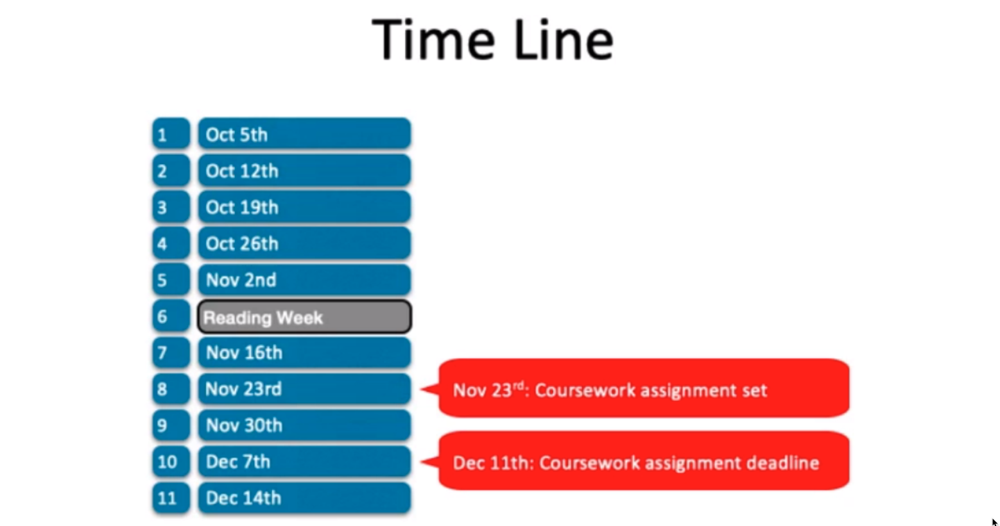 Time Line
1 Oct 5th
2 Oct 12th
3 Oct 19th
4 Oct 26th
5 Nov 2nd
6 Reading Week
7 Nov 16th
8 Nov 23rd
Nov 23rd: Coursework assignment set
9 Nov 30th
10 Dec 7th
Dec 11th: Coursework assignment deadline
11 Dec 14th